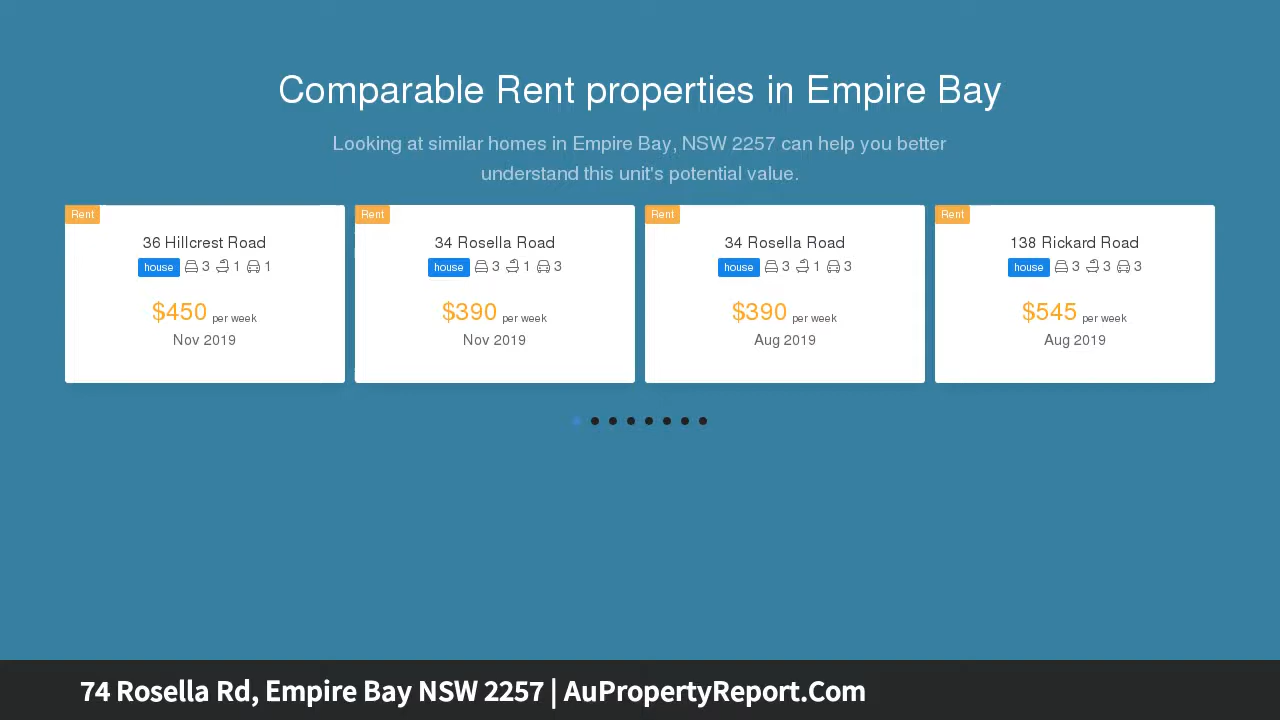 Comparable Rent properties in Empire Bay
Looking at similar homes in Empire Bay, NSW 2257 can help you better
understand this unit's potential value.
Rent
36 Hillcrest Road
house 3 1 1
$450 per week
Nov 2019
Rent
34 Rosella Road
house 3 1 3
$390 per week
Nov 2019
Rent
34 Rosella Road
house 3 1 3
$390 per week
Aug 2019
Rent
138 Rickard Road
house 3 3 3
$545 per week
Aug 2019
74 Rosella Rd, Empire Bay NSW 2257 | AuPropertyReport.Com